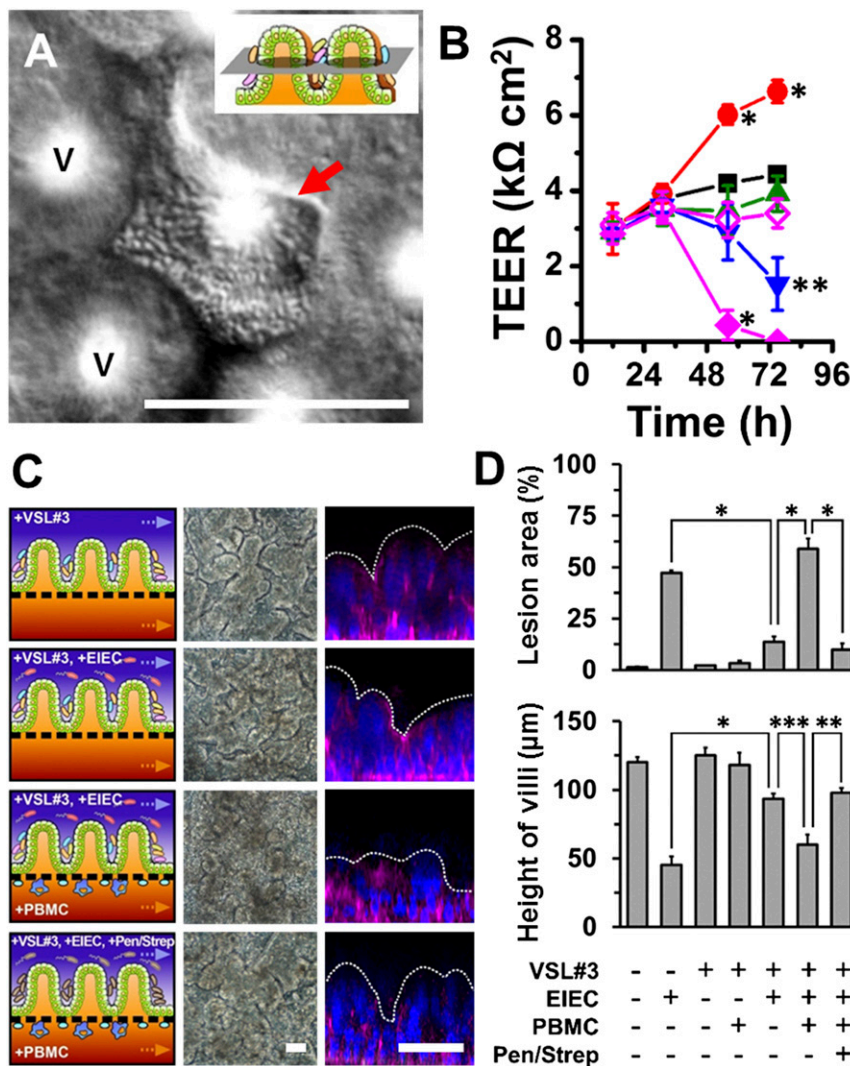 A
V
V
B
TEER (kΩ cm2)
8
6
4
2
0
*
*
**
*
0 24 48 72 96
Time (h)
C
+VSL#3
+VSL#3, +EIEC
+VSL#3, +EIEC
+PBMC
+VSL#3, +EIEC, +Pen/Strep
+PBMC
D
Lesion area (%)
100
75
50
25
0
* * *
Height of villi (μm)
150
100
50
0
* *** **
VSL#3 - - + + + + +
EIEC - + - - + + +
PBMC - - - + - + +
Pen/Strep - - - - - - +